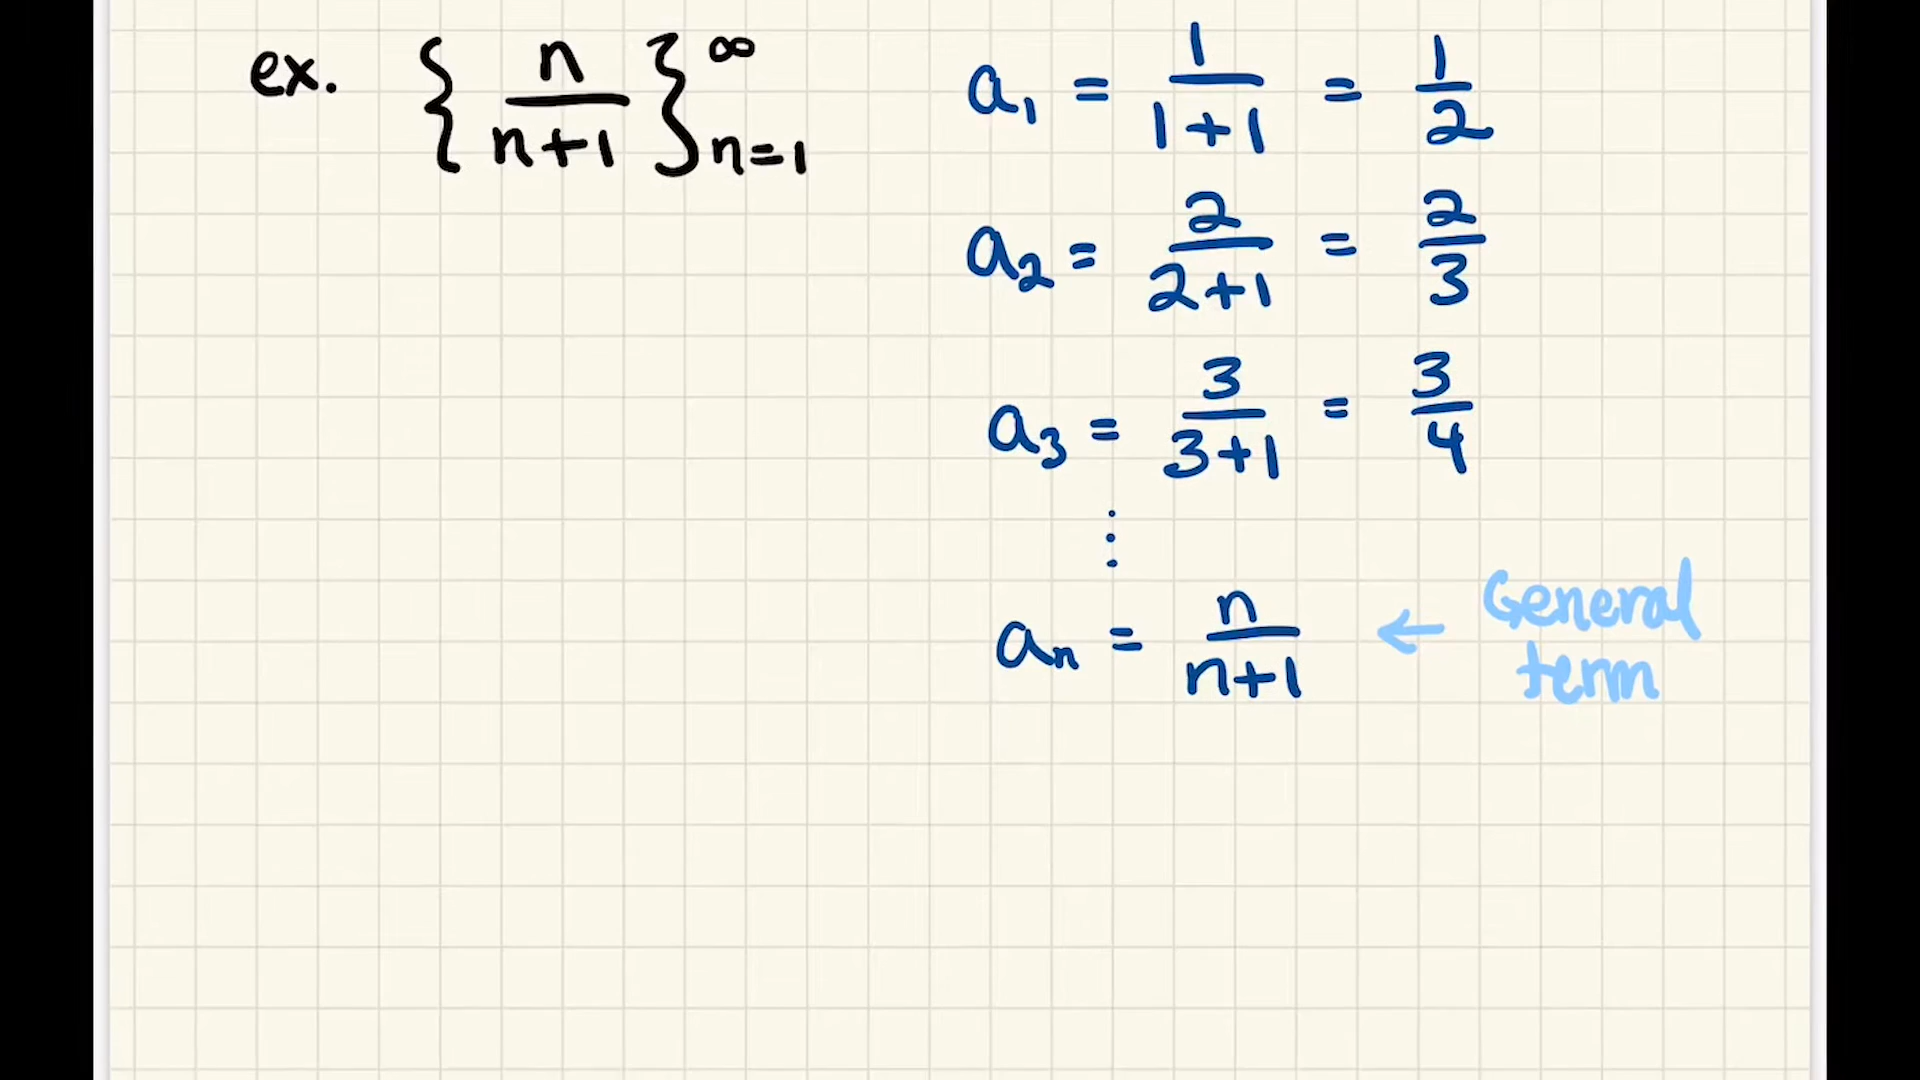 ex. { n/(n+1) }_{n=1}^∞
a₁ = 1/(1+1) = 1/2
a₂ = 2/(2+1) = 2/3
a₃ = 3/(3+1) = 3/4
⋮
aₙ = n/(n+1) ← General
term